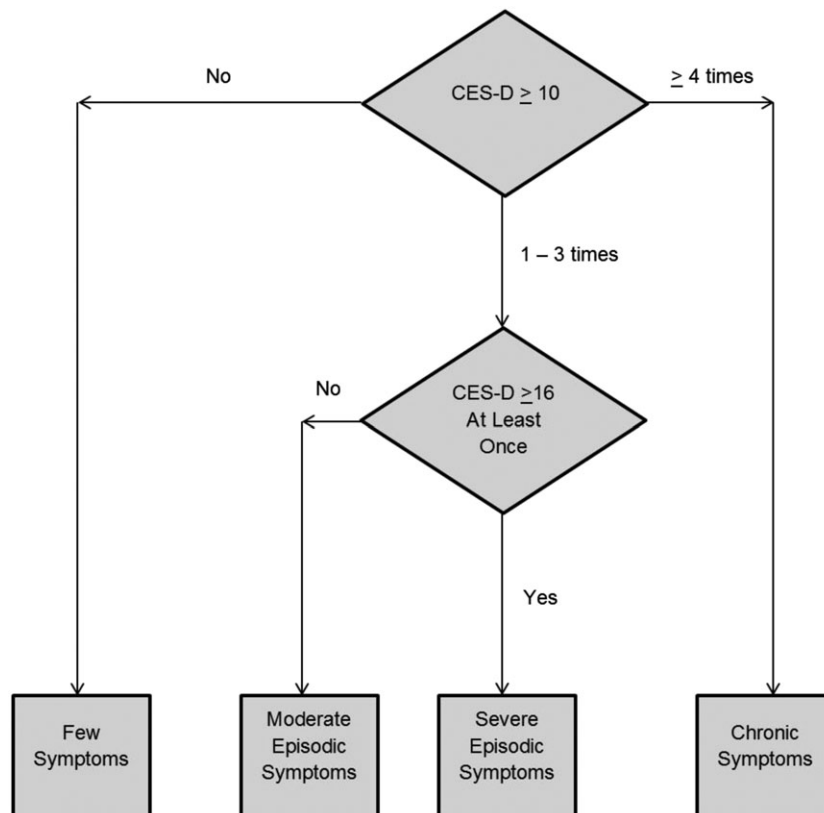 No
CES-D ≥ 10
≥ 4 times
1 – 3 times
No
CES-D ≥16
At Least
Once
Yes
Few
Symptoms
Moderate
Episodic
Symptoms
Severe
Episodic
Symptoms
Chronic
Symptoms